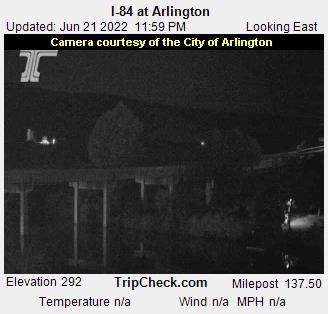 I-84 at Arlington
Updated: Jun 21 2022 11:59 PM Looking East
Camera courtesy of the City of Arlington
Elevation 292 TripCheck.com Milepost 137.50
Temperature n/a Wind n/a MPH n/a